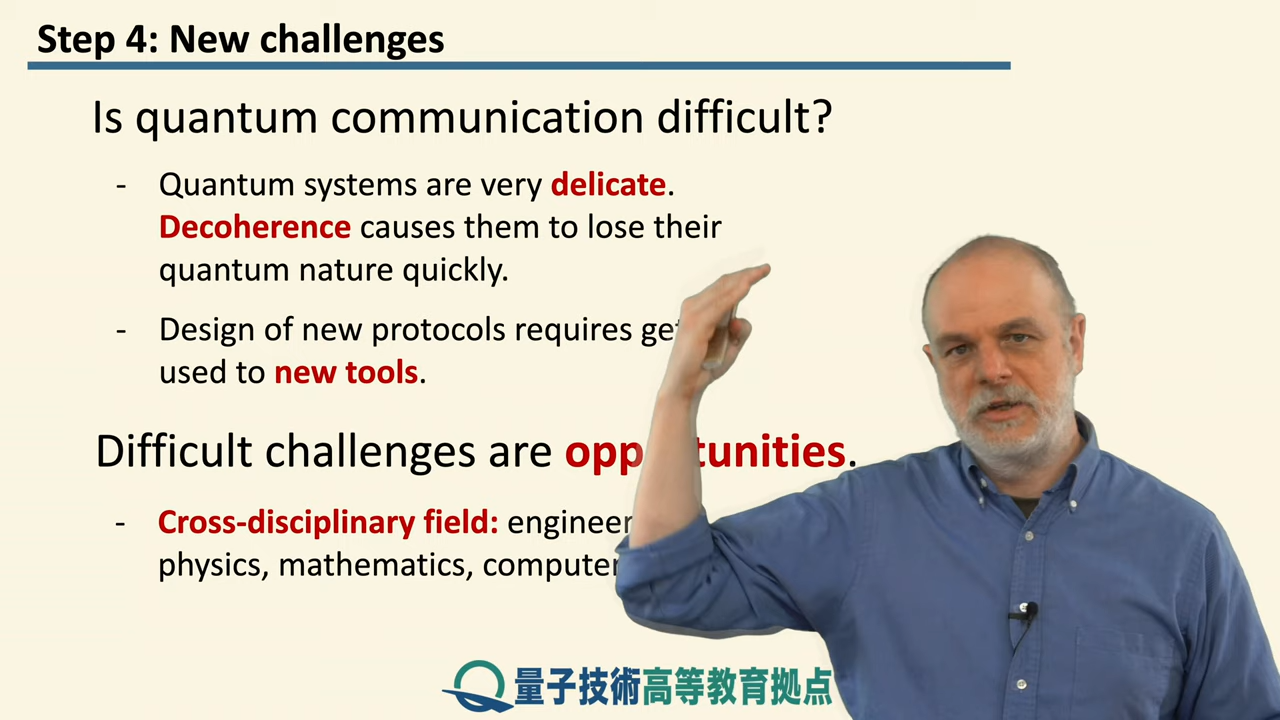 Step 4: New challenges
Is quantum communication difficult?
- Quantum systems are very delicate.
Decoherence causes them to lose their
quantum nature quickly.
- Design of new protocols requires
used to new tools.
Difficult challenges are opportunities.
- Cross-disciplinary field:
physics, mathematics, computer
量子技術高等教育拠点